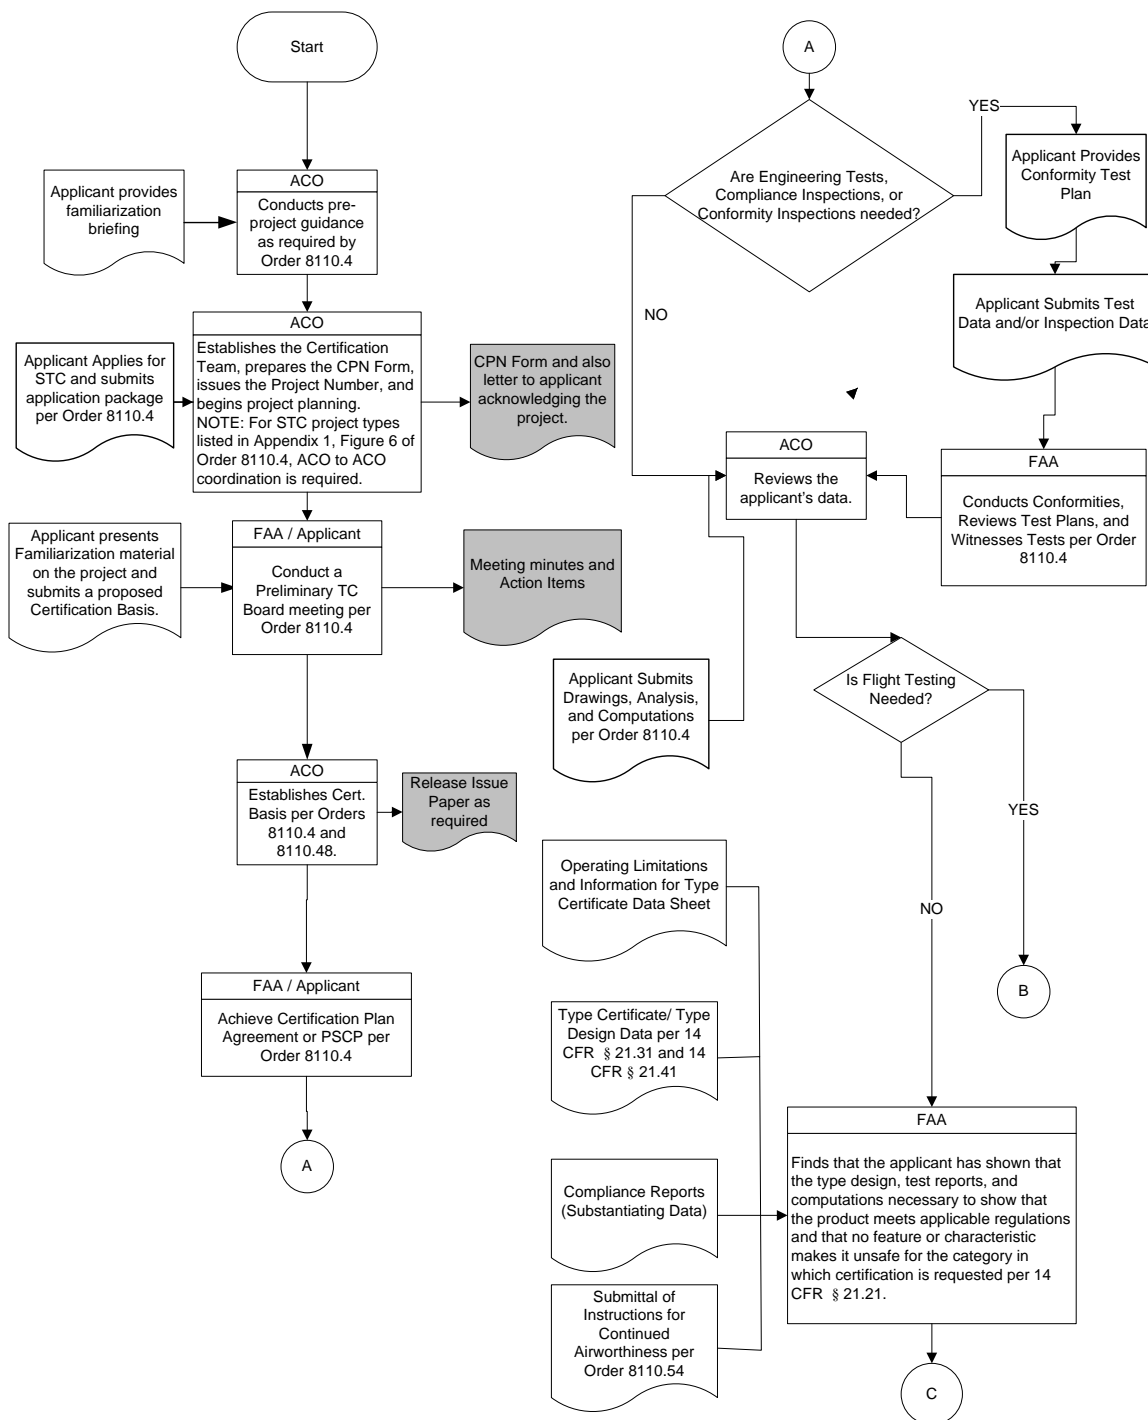 Start
Applicant provides
familiarization
briefing
ACO
Conducts pre-
project guidance
as required by
Order 8110.4
Applicant Applies for
STC and submits
application package
per Order 8110.4
ACO
Establishes the Certification
Team, prepares the CPN Form,
issues the Project Number, and
begins project planning.
NOTE: For STC project types
listed in Appendix 1, Figure 6 of
Order 8110.4, ACO to ACO
coordination is required.
CPN Form and also
letter to applicant
acknowledging the
project.
Applicant presents
Familiarization material
on the project and
submits a proposed
Certification Basis.
FAA / Applicant
Conduct a
Preliminary TC
Board meeting per
Order 8110.4
Meeting minutes and
Action Items
ACO
Establishes Cert.
Basis per Orders
8110.4 and
8110.48.
Release Issue
Paper as
required
FAA / Applicant
Achieve Certification Plan
Agreement or PSCP per
Order 8110.4
A
A
Are Engineering Tests,
Compliance Inspections, or
Conformity Inspections needed?
YES
NO
Applicant Provides
Conformity Test
Plan
Applicant Submits Test
Data and/or Inspection Data
FAA
Conducts Conformities,
Reviews Test Plans, and
Witnesses Tests per Order
8110.4
ACO
Reviews the
applicant's data.
Applicant Submits
Drawings, Analysis,
and Computations
per Order 8110.4
Is Flight Testing
Needed?
YES
NO
B
Operating Limitations
and Information for Type
Certificate Data Sheet
Type Certificate/ Type
Design Data per 14
CFR § 21.31 and 14
CFR § 21.41
Compliance Reports
(Substantiating Data)
Submittal of
Instructions for
Continued
Airworthiness per
Order 8110.54
FAA
Finds that the applicant has shown that
the type design, test reports, and
computations necessary to show that
the product meets applicable regulations
and that no feature or characteristic
makes it unsafe for the category in
which certification is requested per 14
CFR § 21.21.
C